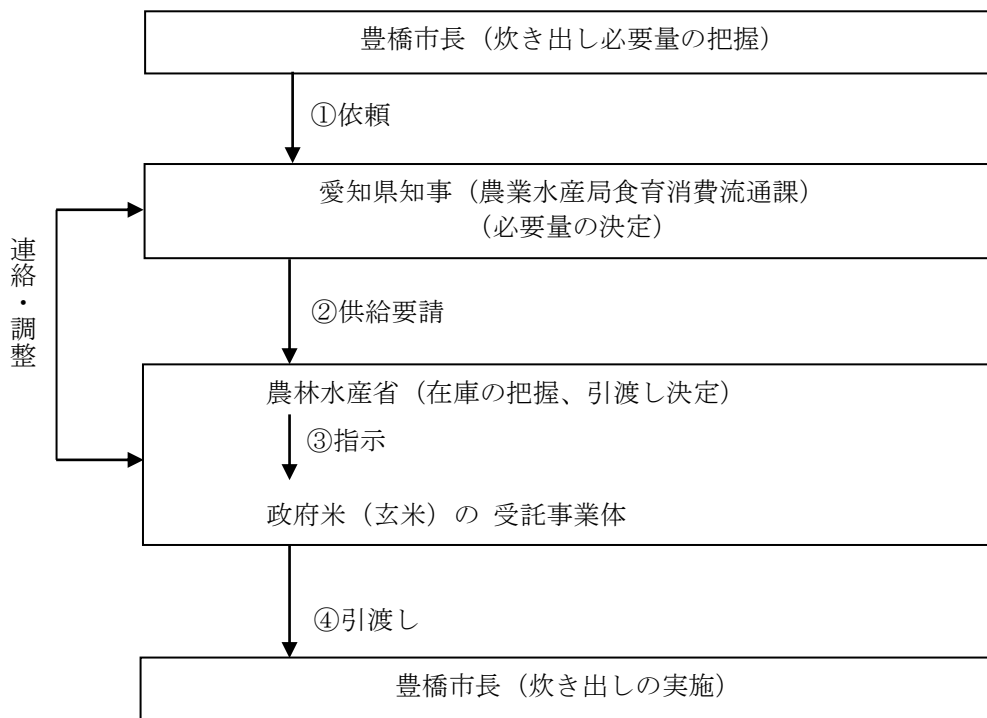 豊橋市長（炊き出し必要量の把握）
①依頼
愛知県知事（農業水産局食育消費流通課）
（必要量の決定）
連絡・調整
②供給要請
農林水産省（在庫の把握、引渡し決定）
③指示
政府米（玄米）の 受託事業体
④引渡し
豊橋市長（炊き出しの実施）